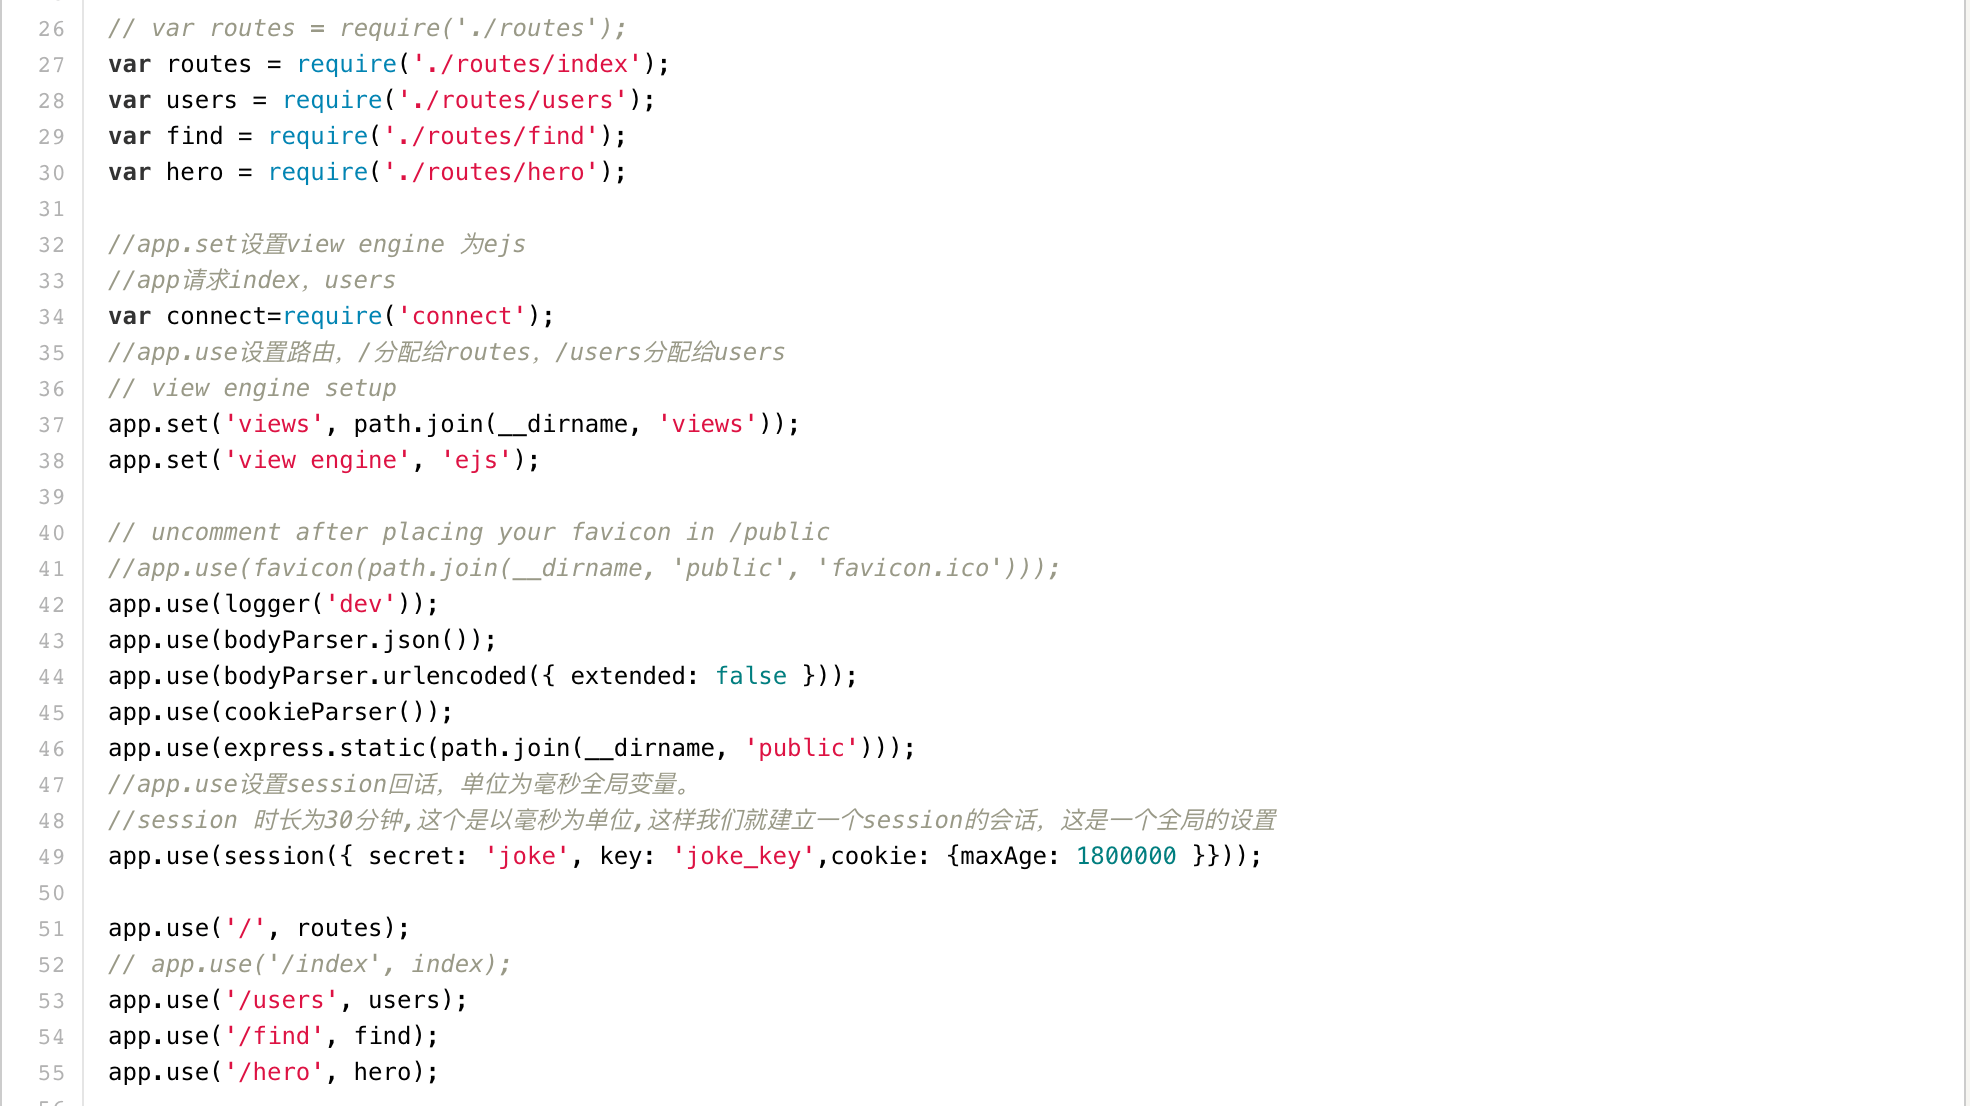 26 // var routes = require('./routes');
27 var routes = require('./routes/index');
28 var users = require('./routes/users');
29 var find = require('./routes/find');
30 var hero = require('./routes/hero');
31
32 //app.set设置view engine 为ejs
33 //app请求index，users
34 var connect=require('connect');
35 //app.use设置路由，/分配给routes，/users分配给users
36 // view engine setup
37 app.set('views', path.join(__dirname, 'views'));
38 app.set('view engine', 'ejs');
39
40 // uncomment after placing your favicon in /public
41 //app.use(favicon(path.join(__dirname, 'public', 'favicon.ico')));
42 app.use(logger('dev'));
43 app.use(bodyParser.json());
44 app.use(bodyParser.urlencoded({ extended: false }));
45 app.use(cookieParser());
46 app.use(express.static(path.join(__dirname, 'public')));
47 //app.use设置session回话，单位为毫秒全局变量。
48 //session 时长为30分钟,这个是以毫秒为单位,这样我们就建立一个session的会话，这是一个全局的设置
49 app.use(session({ secret: 'joke', key: 'joke_key',cookie: {maxAge: 1800000 }}));
50
51 app.use('/', routes);
52 // app.use('/index', index);
53 app.use('/users', users);
54 app.use('/find', find);
55 app.use('/hero', hero);